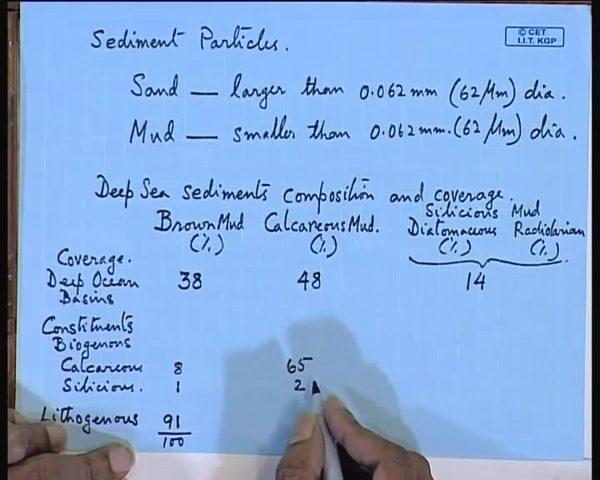 © CET
I.I.T. KGP
Sediment Particles.
Sand — larger than 0.062 mm (62 μm) dia.
Mud — smaller than 0.062 mm. (62 μm) dia.
Deep Sea sediments composition and coverage.
Brown Mud Calcareous Mud. Silicious Mud
Diatomaceous Radiolarian
(%) (%) (%) (%)
Coverage.
Deep Ocean 38 48 14
Basins
Constituents
Biogenous
Calcareous 8 65
Silicious. 1 2
Lithogenous 91
100